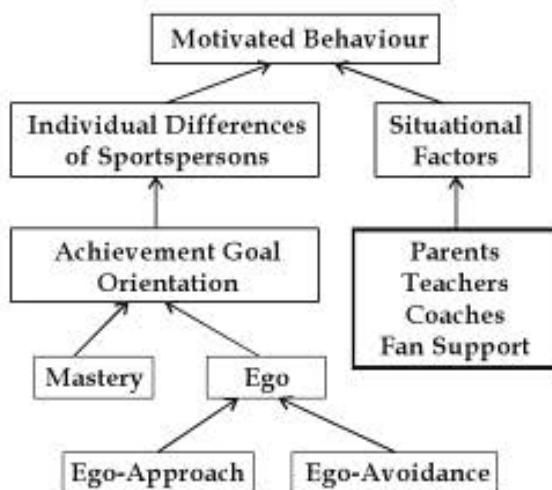 Motivated Behaviour
Individual Differences
of Sportspersons
Situational
Factors
Achievement Goal
Orientation
Parents
Teachers
Coaches
Fan Support
Mastery
Ego
Ego-Approach
Ego-Avoidance